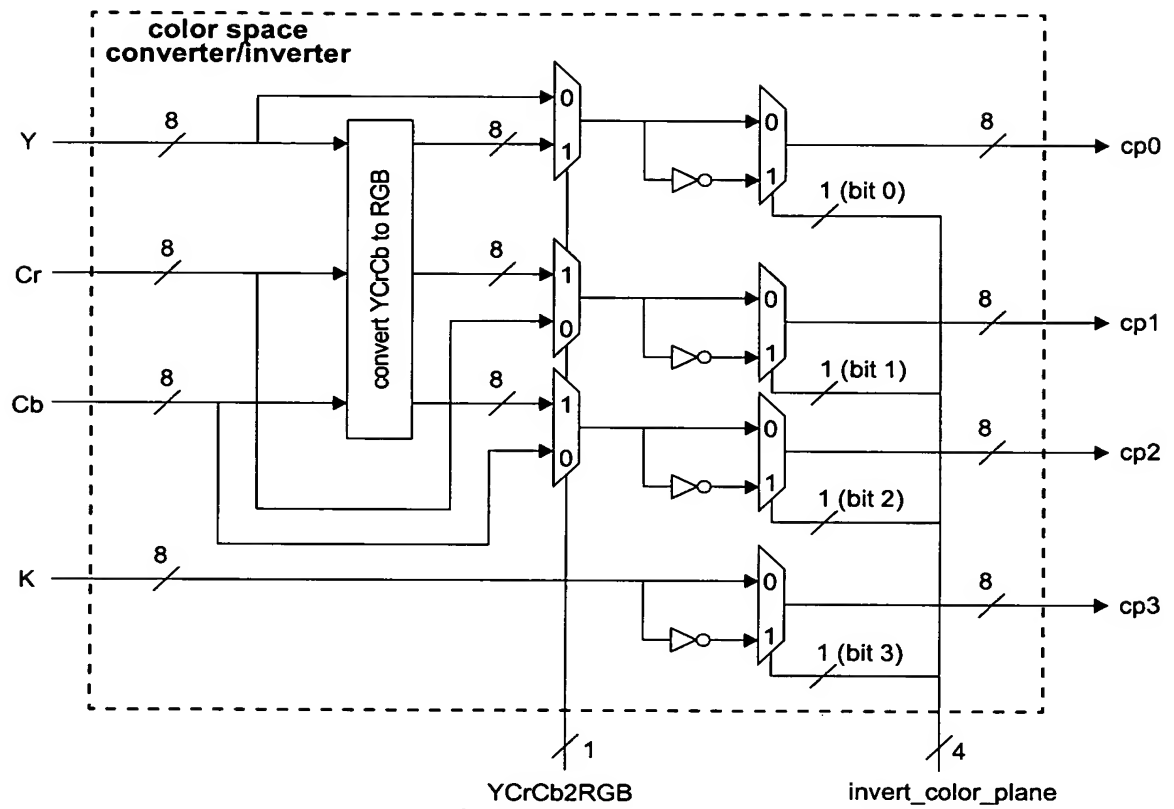 color space
converter/inverter
0
8
Y
8
1
0
1
8
cp0
1 (bit 0)
convert YCrCb to RGB
8
Cr
8
1
0
0
1
8
cp1
1 (bit 1)
8
Cb
8
1
0
0
1
8
cp2
1 (bit 2)
8
K
0
1
8
cp3
1 (bit 3)
1
4
YCrCb2RGB
invert_color_plane